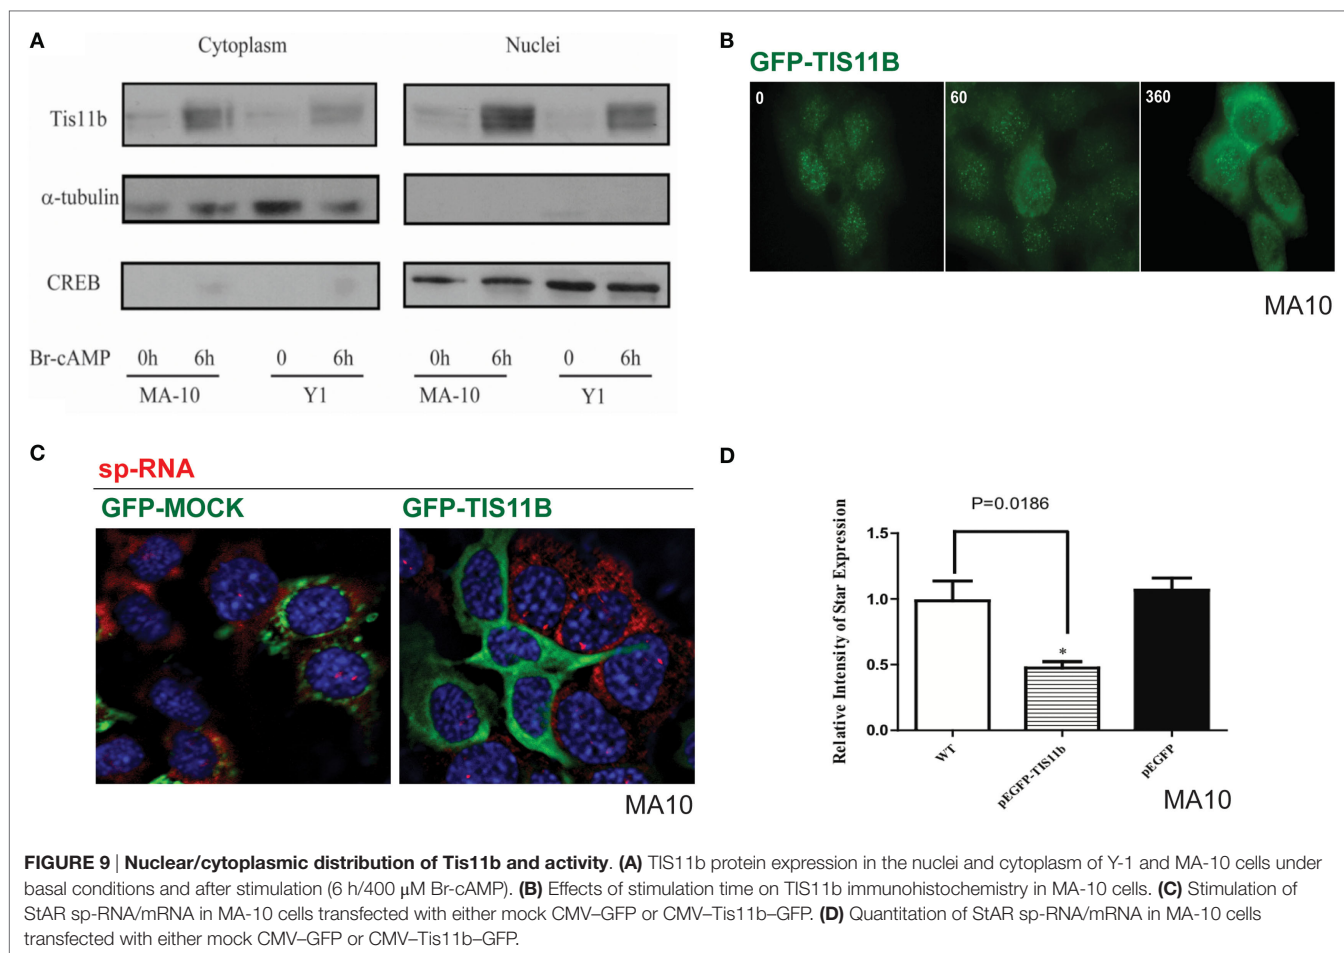 A
Cytoplasm Nuclei
Tis11b
α-tubulin
CREB
Br-cAMP 0h 6h 0 6h 0h 6h 0 6h
MA-10 Y1 MA-10 Y1
B
GFP-TIS11B
0 60 360
MA10
C
sp-RNA
GFP-MOCK GFP-TIS11B
MA10
D
P=0.0186
Relative Intensity of Star Expression
1.5
1.0
0.5
0.0
*
WT
pEGFP-TIS11b
pEGFP
MA10
FIGURE 9 | Nuclear/cytoplasmic distribution of Tis11b and activity. (A) TIS11b protein expression in the nuclei and cytoplasm of Y-1 and MA-10 cells under
basal conditions and after stimulation (6 h/400 μM Br-cAMP). (B) Effects of stimulation time on TIS11b immunohistochemistry in MA-10 cells. (C) Stimulation of
StAR sp-RNA/mRNA in MA-10 cells transfected with either mock CMV–GFP or CMV–Tis11b–GFP. (D) Quantitation of StAR sp-RNA/mRNA in MA-10 cells
transfected with either mock CMV–GFP or CMV–Tis11b–GFP.